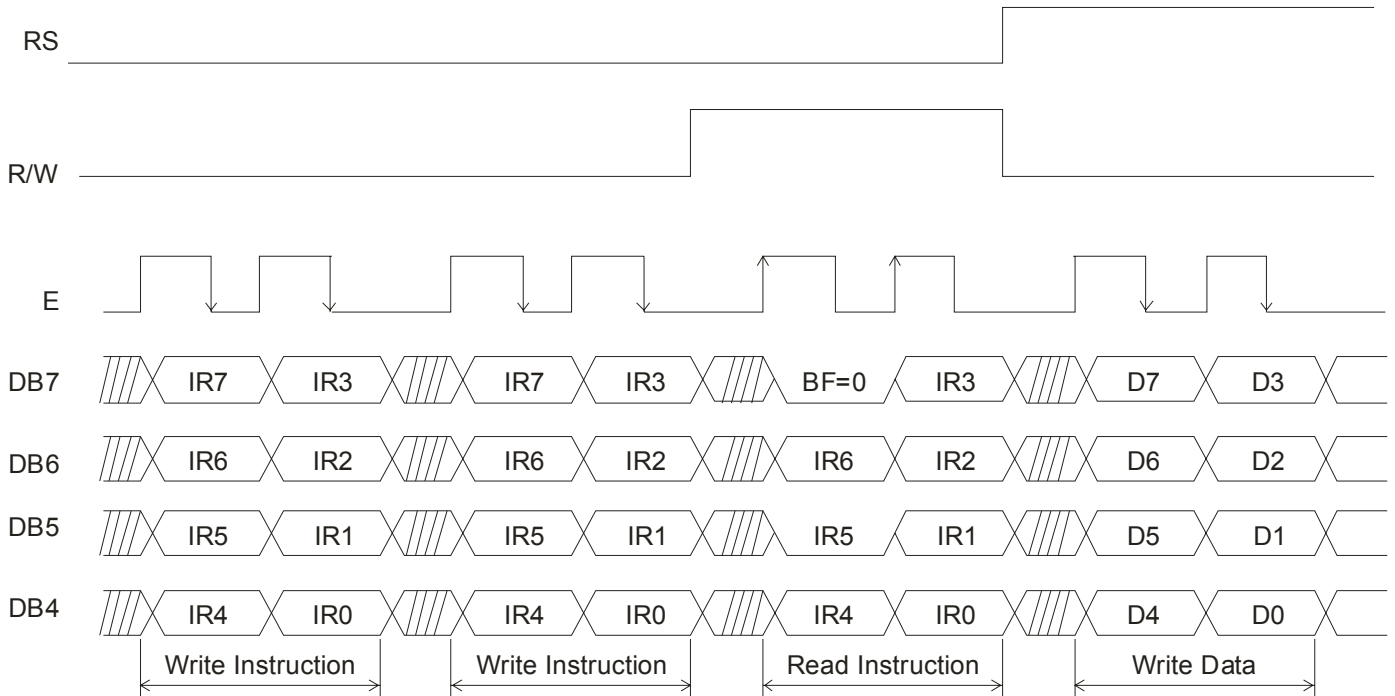 RS
R/W
E
DB7 IR7 IR3 IR7 IR3 BF=0 IR3 D7 D3
DB6 IR6 IR2 IR6 IR2 IR6 IR2 D6 D2
DB5 IR5 IR1 IR5 IR1 IR5 IR1 D5 D1
DB4 IR4 IR0 IR4 IR0 IR4 IR0 D4 D0
Write Instruction Write Instruction Read Instruction Write Data